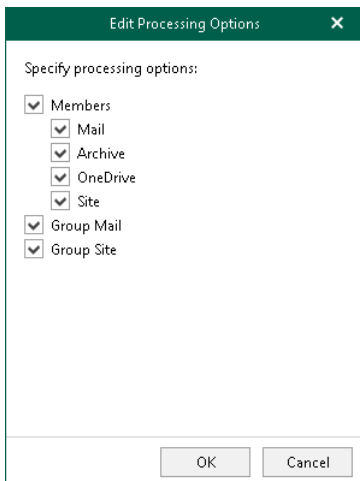 Edit Processing Options
Specify processing options:
Members
Mail
Archive
OneDrive
Site
Group Mail
Group Site
OK
Cancel